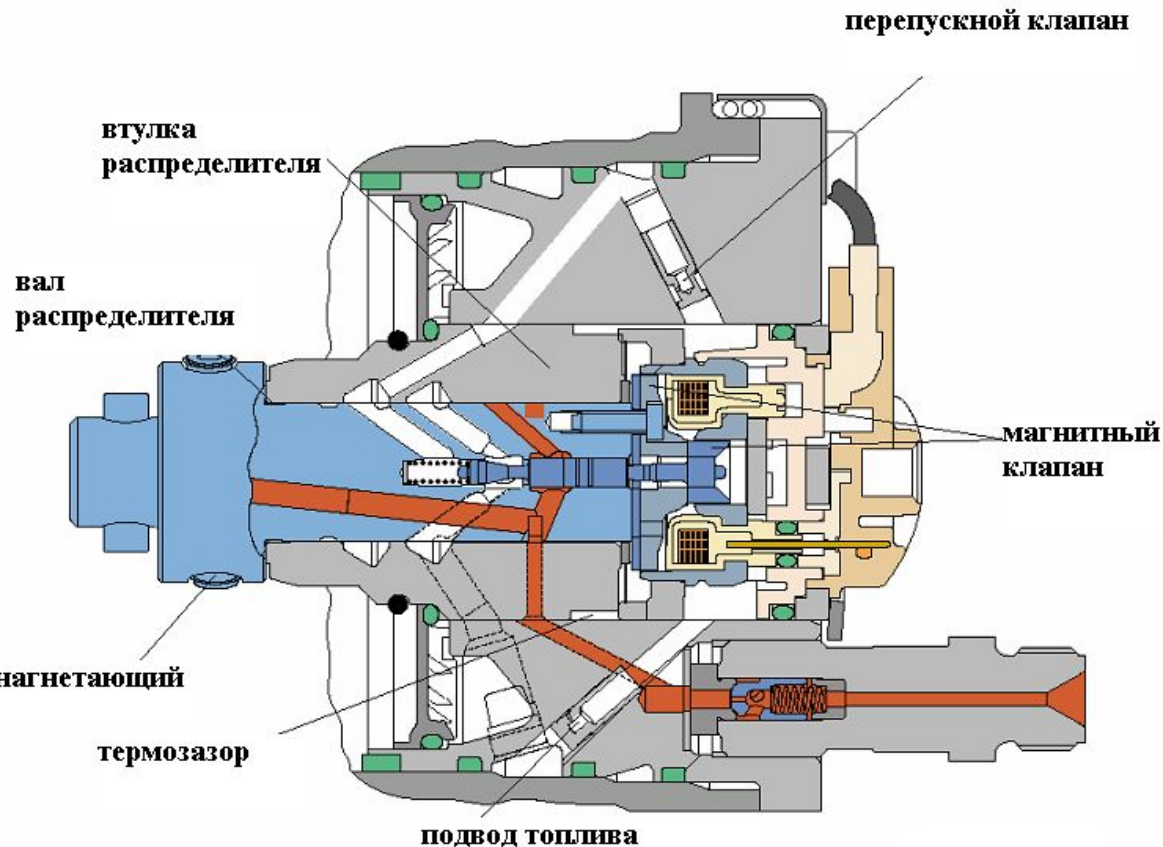 перепускной клапан
втулка
распределителя
вал
распределителя
магнитный
клапан
нагнетающий
термозазор
подвод топлива